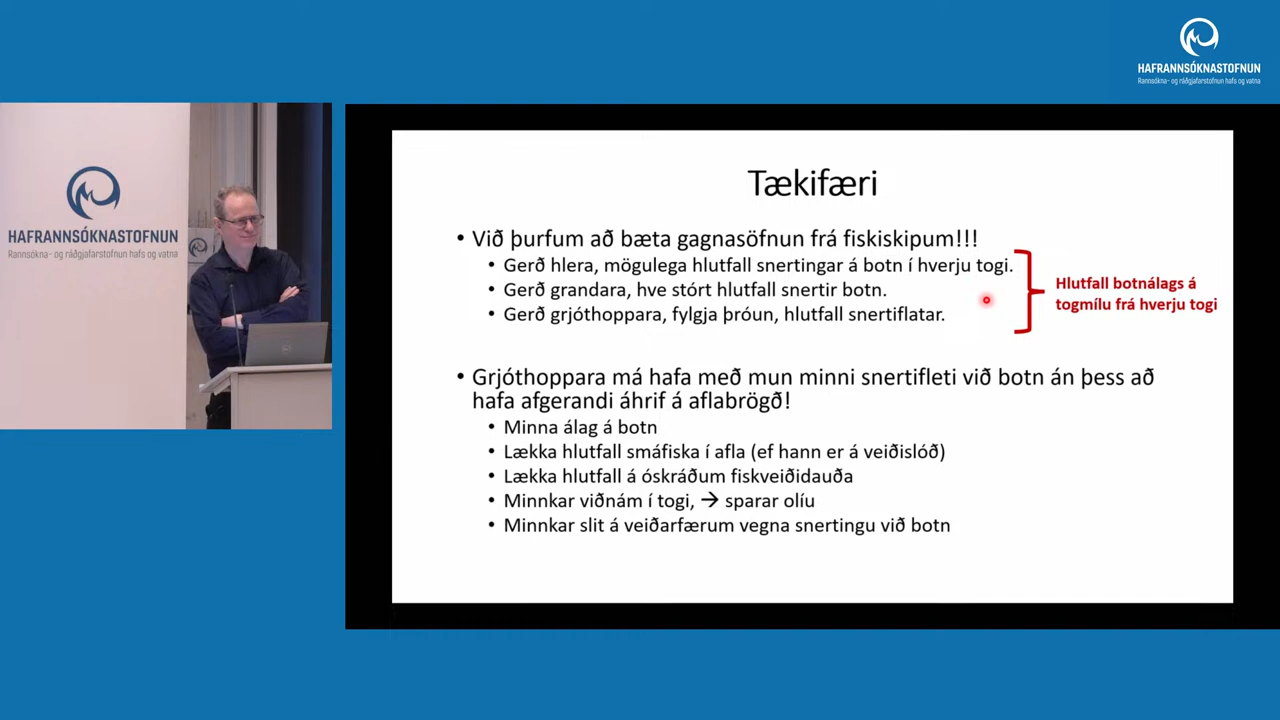 HAFRANNSÓKNASTOFNUN
Rannsókna- og ráðgjafarstofnun hafs og vatna
HAFRANNSÓKNASTOFNUN
Rannsókna- og ráðgjafarstofnun hafs og vatna
Tækifæri
• Við þurfum að bæta gagnasöfnun frá fiskiskipum!!!
• Gerð hlera, mögulega hlutfall snertingar á botn í hverju togi.
• Gerð grandara, hve stórt hlutfall snertir botn.
• Gerð grjóthoppara, fylgja þróun, hlutfall snertiflatar.
Hlutfall botnálags á
togmílu frá hverju togi
• Grjóthoppara má hafa með mun minni snertifleti við botn án þess að
hafa afgerandi áhrif á aflabrögð!
• Minna álag á botn
• Lækka hlutfall smáfiska í afla (ef hann er á veiðislóð)
• Lækka hlutfall á óskráðum fiskveiðidauða
• Minnkar viðnám í togi, → sparar olíu
• Minnkar slit á veiðarfærum vegna snertingu við botn